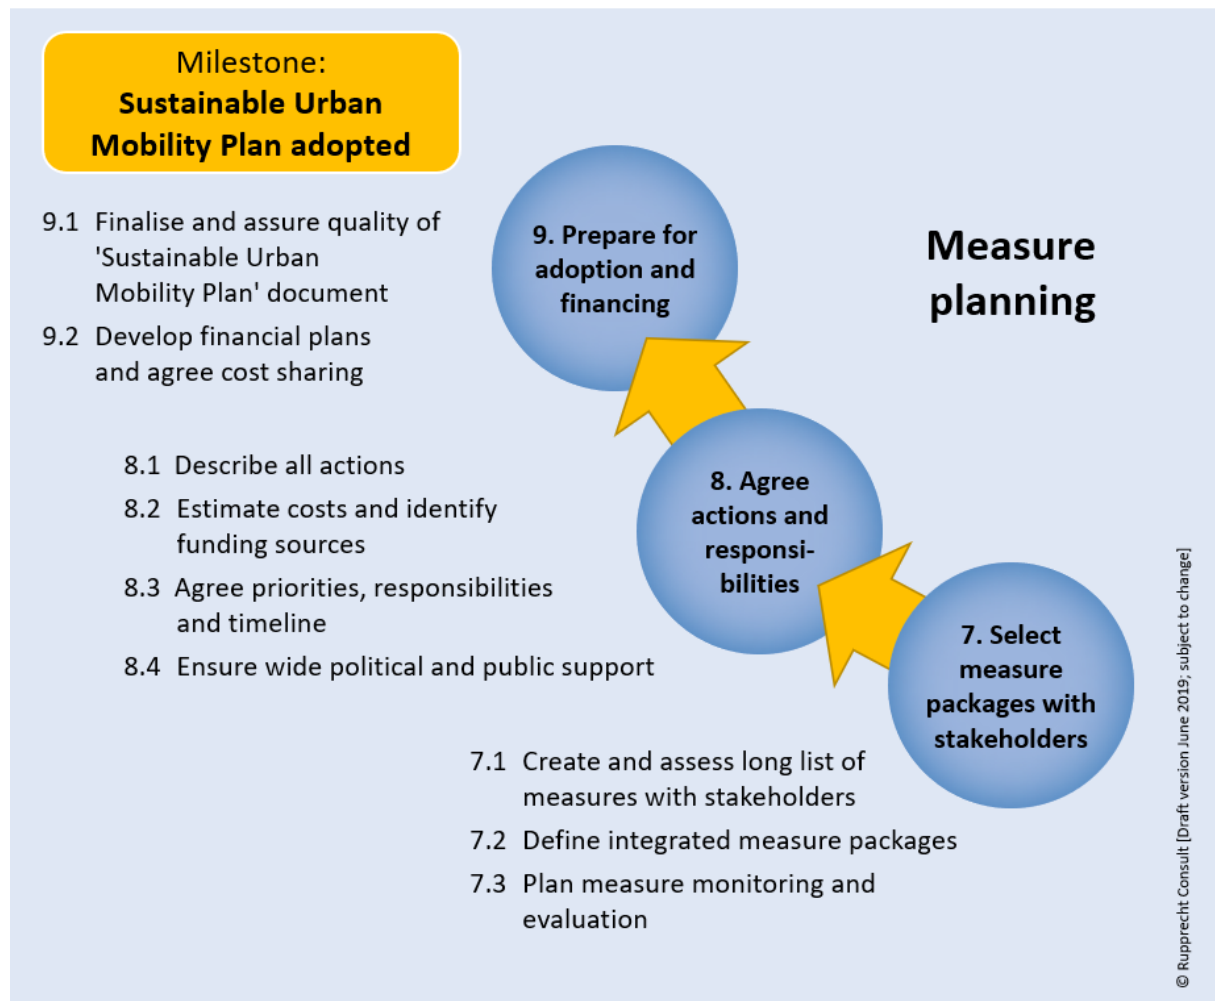 Milestone:
Sustainable Urban
Mobility Plan adopted
9.1 Finalise and assure quality of
'Sustainable Urban
Mobility Plan' document
9.2 Develop financial plans
and agree cost sharing
9. Prepare for
adoption and
financing
Measure
planning
8.1 Describe all actions
8.2 Estimate costs and identify
funding sources
8.3 Agree priorities, responsibilities
and timeline
8.4 Ensure wide political and public support
8. Agree
actions and
responsi-
bilities
7. Select
measure
packages with
stakeholders
7.1 Create and assess long list of
measures with stakeholders
7.2 Define integrated measure packages
7.3 Plan measure monitoring and
evaluation
© Rupprecht Consult [Draft version June 2019; subject to change]